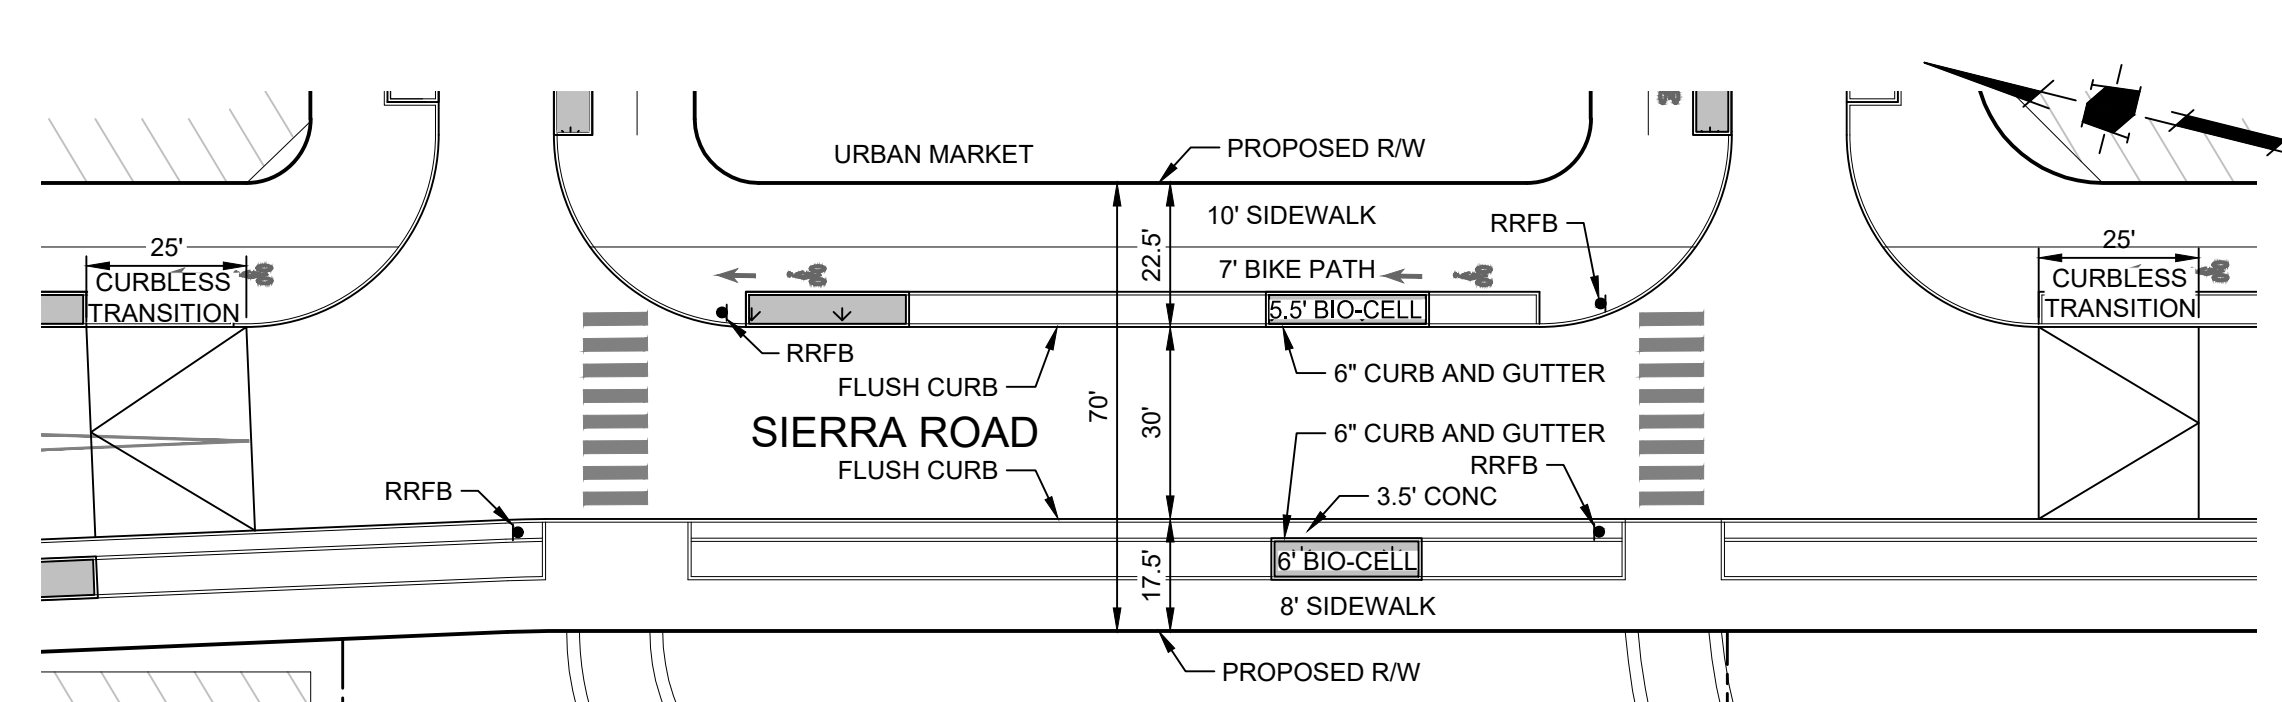 URBAN MARKET
PROPOSED R/W
10' SIDEWALK
RRFB
25'
CURBLESS
TRANSITION
22.5'
7' BIKE PATH
25'
CURBLESS
TRANSITION
5.5' BIO-CELL
RRFB
FLUSH CURB
6" CURB AND GUTTER
70'
30'
SIERRA ROAD
6" CURB AND GUTTER
FLUSH CURB
RRFB
RRFB
3.5' CONC
17.5'
6' BIO-CELL
8' SIDEWALK
PROPOSED R/W